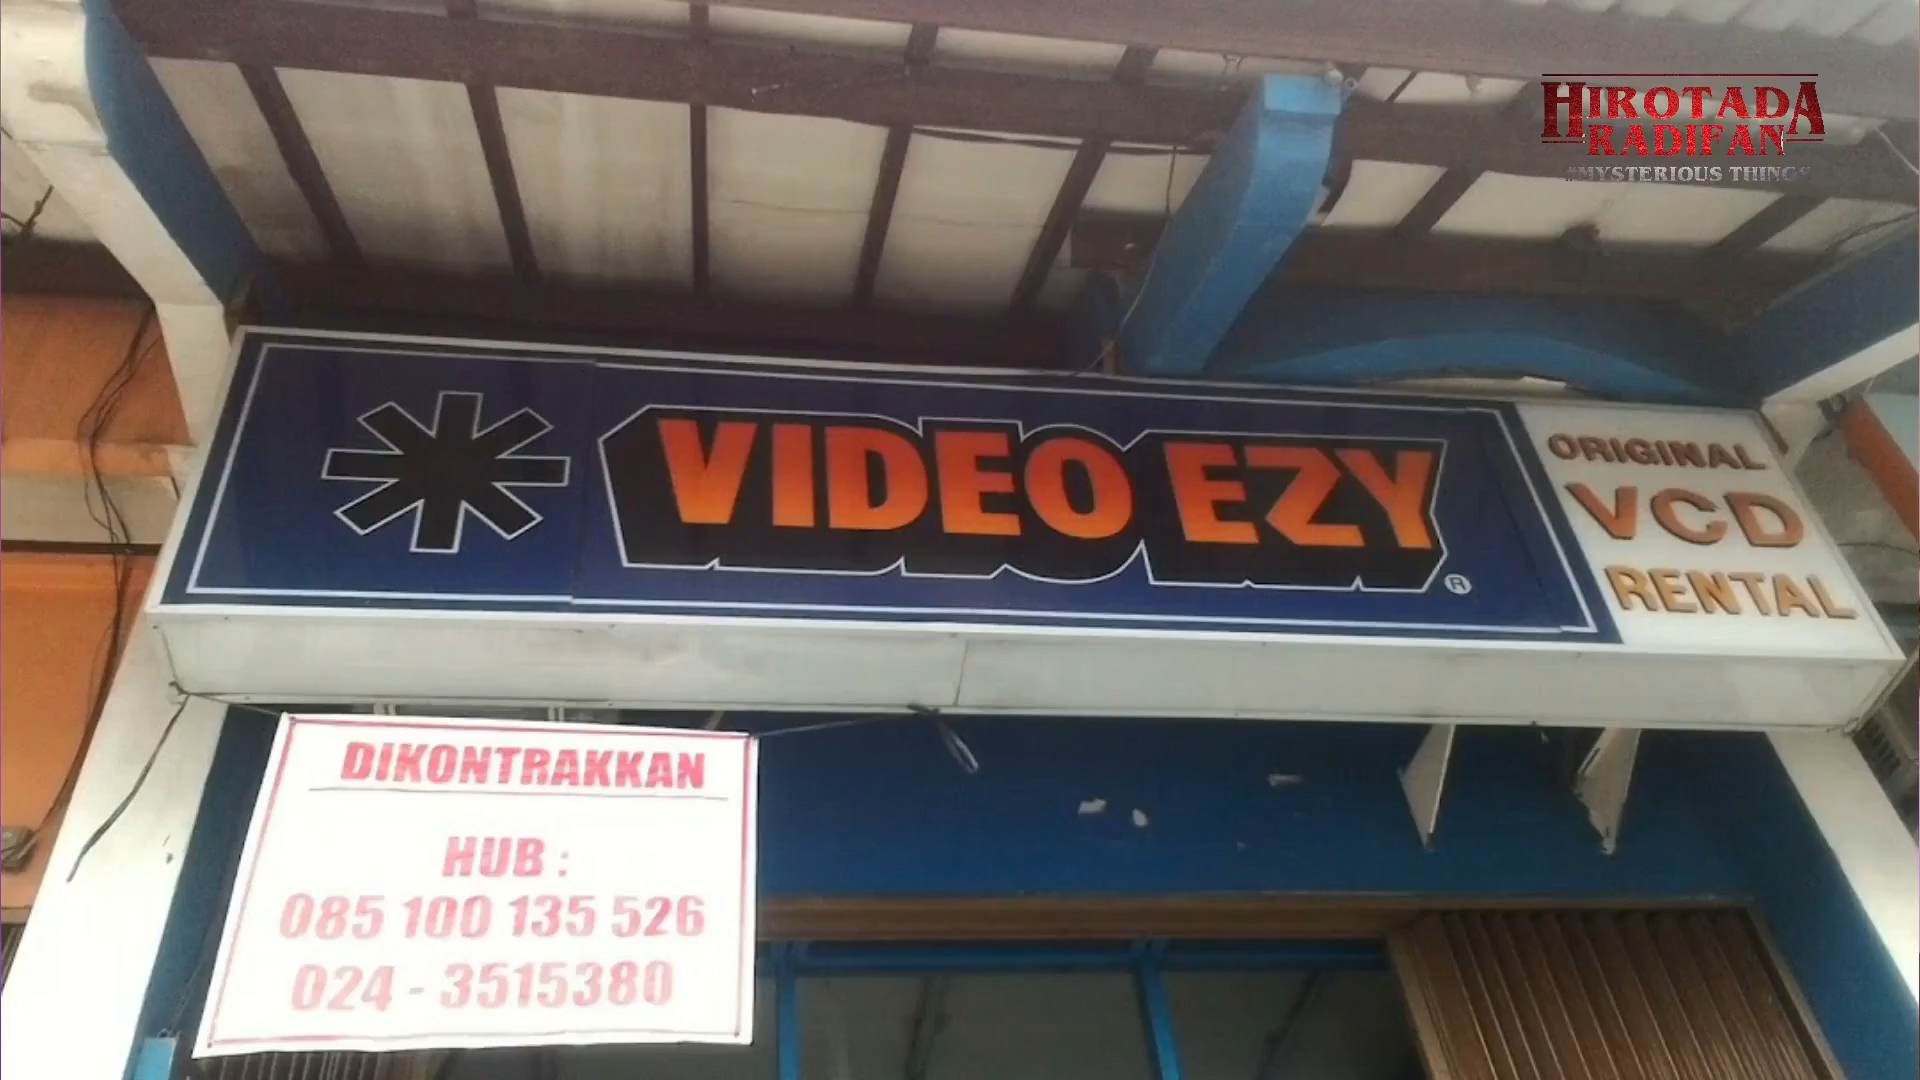 HIROTADA
RADIFAN
#MYSTERIOUS THINGS
VIDEO EZY
®
ORIGINAL
VCD
RENTAL
DIKONTRAKKAN
HUB :
085 100 135 526
024 - 3515380